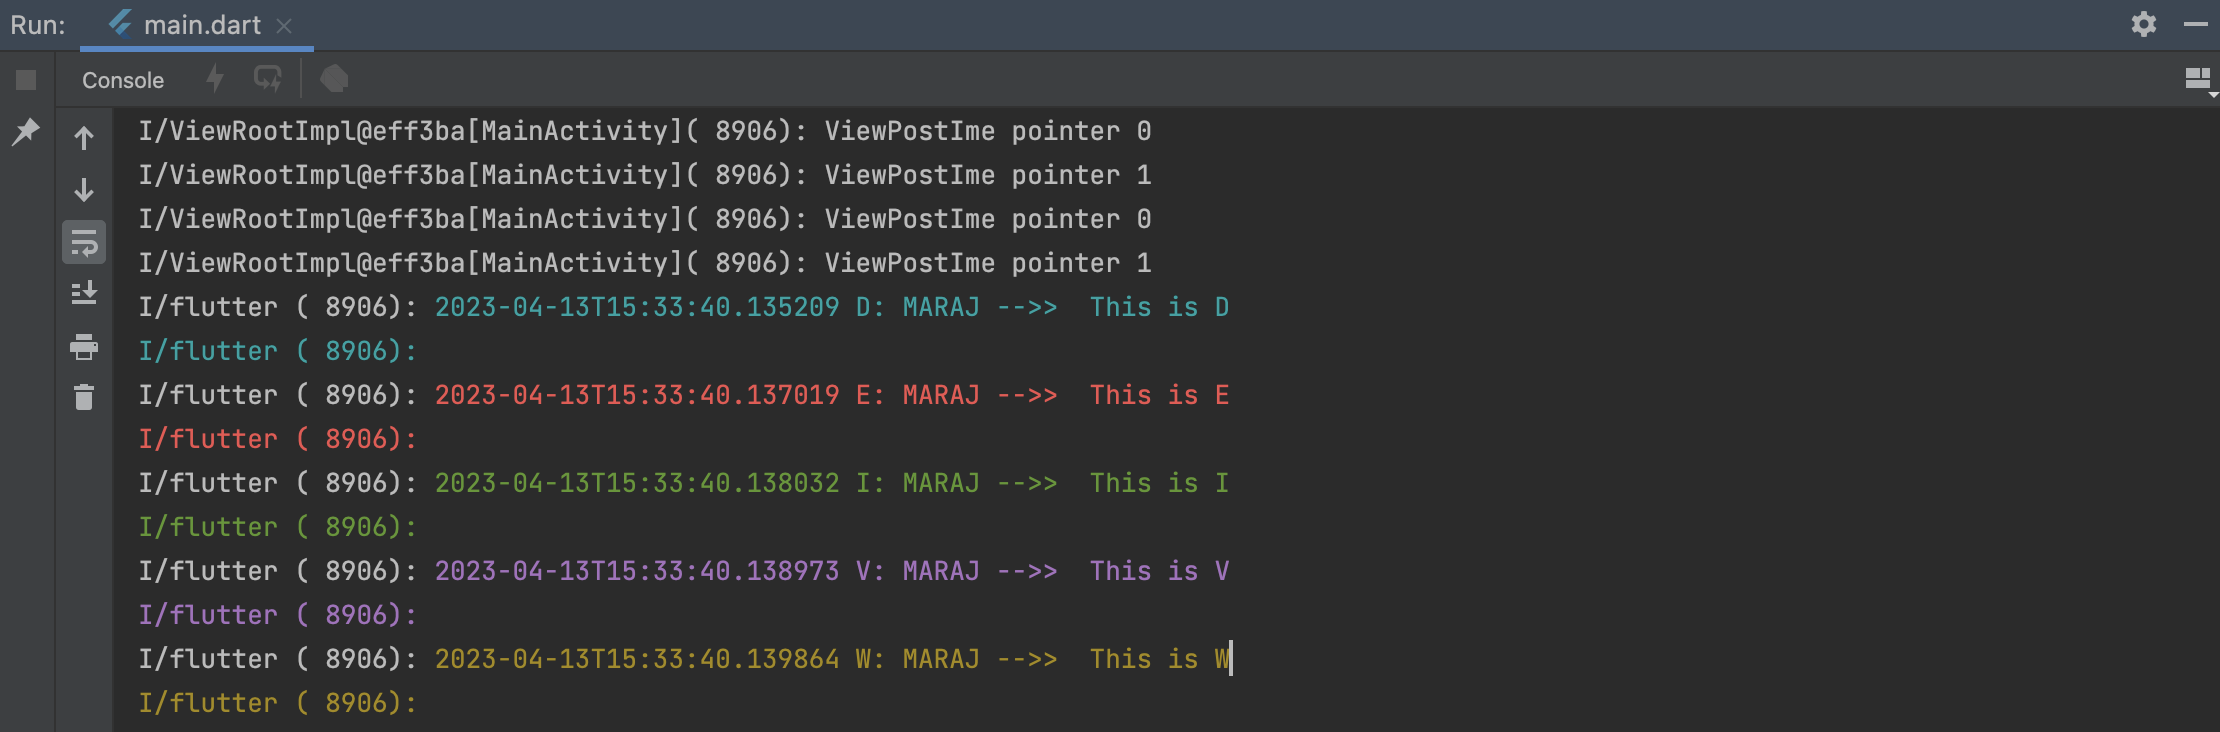 Run: main.dart
Console
I/ViewRootImpl@eff3ba[MainActivity]( 8906): ViewPostIme pointer 0
I/ViewRootImpl@eff3ba[MainActivity]( 8906): ViewPostIme pointer 1
I/ViewRootImpl@eff3ba[MainActivity]( 8906): ViewPostIme pointer 0
I/ViewRootImpl@eff3ba[MainActivity]( 8906): ViewPostIme pointer 1
I/flutter ( 8906): 2023-04-13T15:33:40.135209 D: MARAJ -->>  This is D
I/flutter ( 8906):
I/flutter ( 8906): 2023-04-13T15:33:40.137019 E: MARAJ -->>  This is E
I/flutter ( 8906):
I/flutter ( 8906): 2023-04-13T15:33:40.138032 I: MARAJ -->>  This is I
I/flutter ( 8906):
I/flutter ( 8906): 2023-04-13T15:33:40.138973 V: MARAJ -->>  This is V
I/flutter ( 8906):
I/flutter ( 8906): 2023-04-13T15:33:40.139864 W: MARAJ -->>  This is W
I/flutter ( 8906):